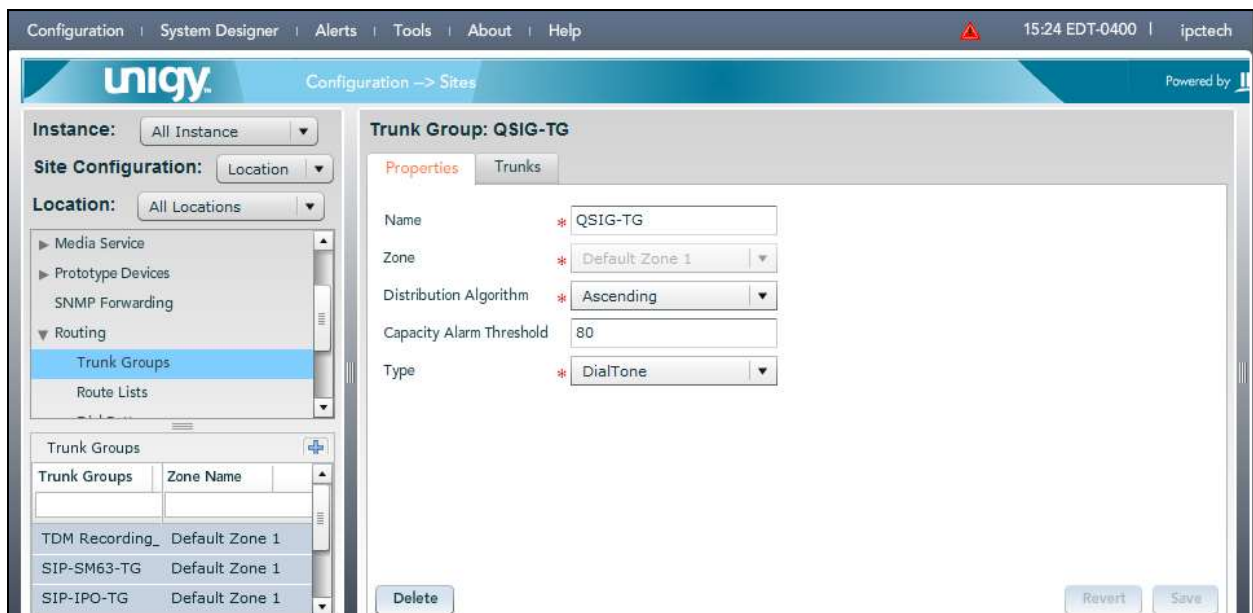 Configuration | System Designer | Alerts | Tools | About | Help 15:24 EDT-0400 | ipctech
unigy. Configuration --> Sites Powered by
Instance: All Instance
Site Configuration: Location
Location: All Locations
Media Service
Prototype Devices
SNMP Forwarding
Routing
Trunk Groups
Route Lists
Trunk Groups
Trunk Groups Zone Name
TDM Recording_ Default Zone 1
SIP-SM63-TG Default Zone 1
SIP-IPO-TG Default Zone 1
Trunk Group: QSIG-TG
Properties Trunks
Name * QSIG-TG
Zone * Default Zone 1
Distribution Algorithm * Ascending
Capacity Alarm Threshold 80
Type * DialTone
Delete Revert Save